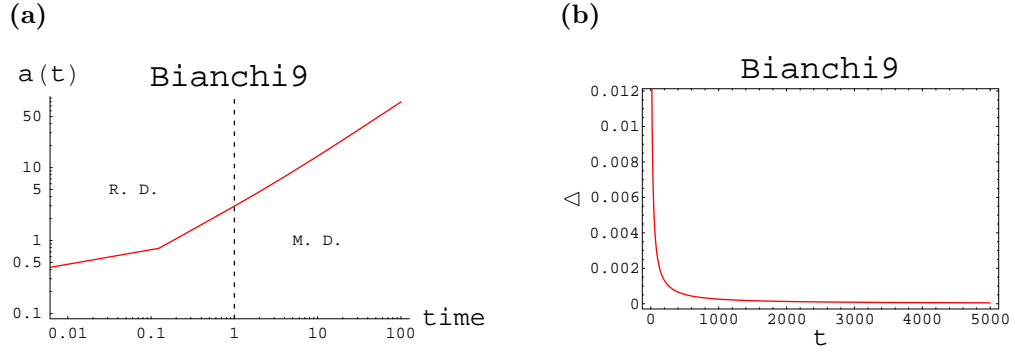 (a)
Bianchi9
a(t)
50
10
5
1
0.5
0.1
R. D.
M. D.
0.01 0.1 1 10 100
time
(b)
Bianchi9
0.012
0.01
0.008
0.006
0.004
0.002
0
Δ
0 1000 2000 3000 4000 5000
t